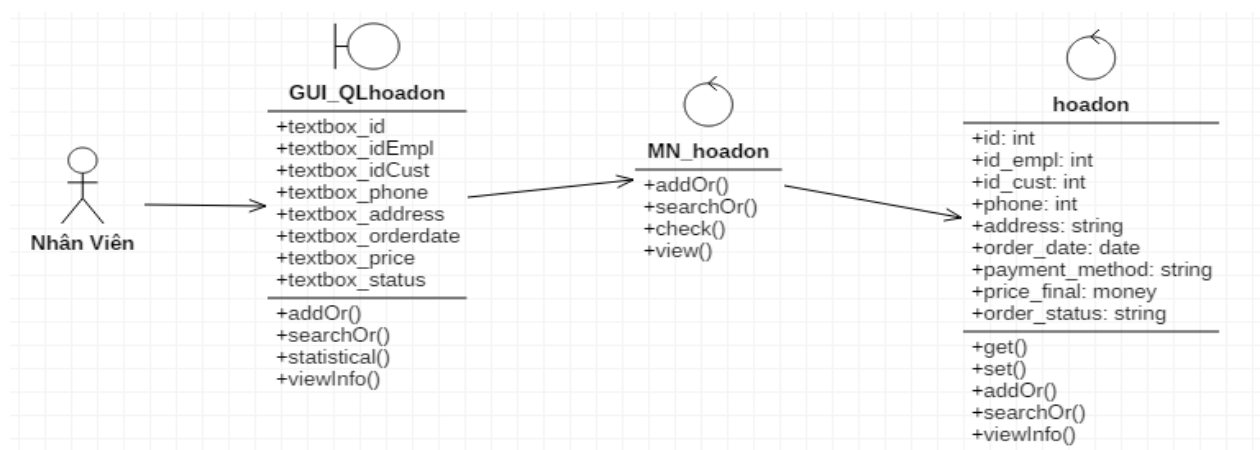 Nhân Viên
GUI_QLhoadon
+textbox_id
+textbox_idEmpl
+textbox_idCust
+textbox_phone
+textbox_address
+textbox_orderdate
+textbox_price
+textbox_status
+addOr()
+searchOr()
+statistical()
+viewInfo()
MN_hoadon
+addOr()
+searchOr()
+check()
+view()
hoadon
+id: int
+id_empl: int
+id_cust: int
+phone: int
+address: string
+order_date: date
+payment_method: string
+price_final: money
+order_status: string
+get()
+set()
+addOr()
+searchOr()
+viewInfo()